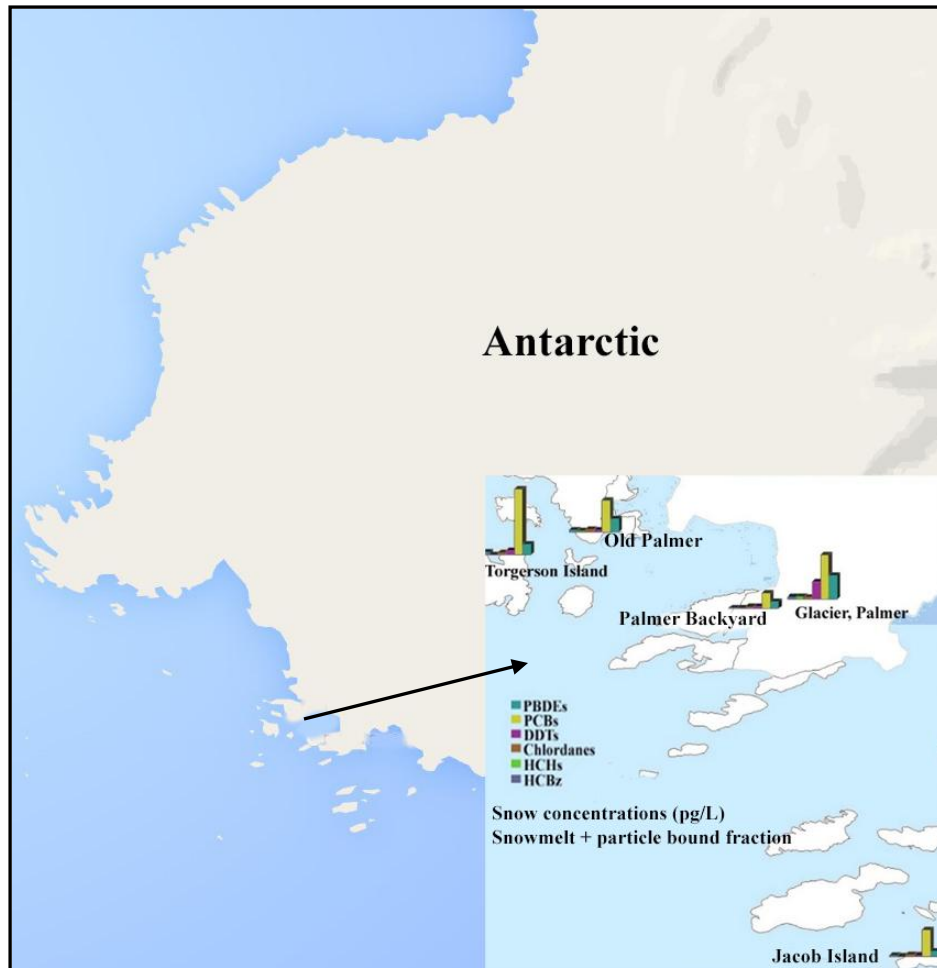 Antarctic
Old Palmer
Torgerson Island
Palmer Backyard
Glacier, Palmer
PBDEs
PCBs
DDTs
Chlordanes
HCHs
HCBz
Snow concentrations (pg/L)
Snowmelt + particle bound fraction
Jacob Island